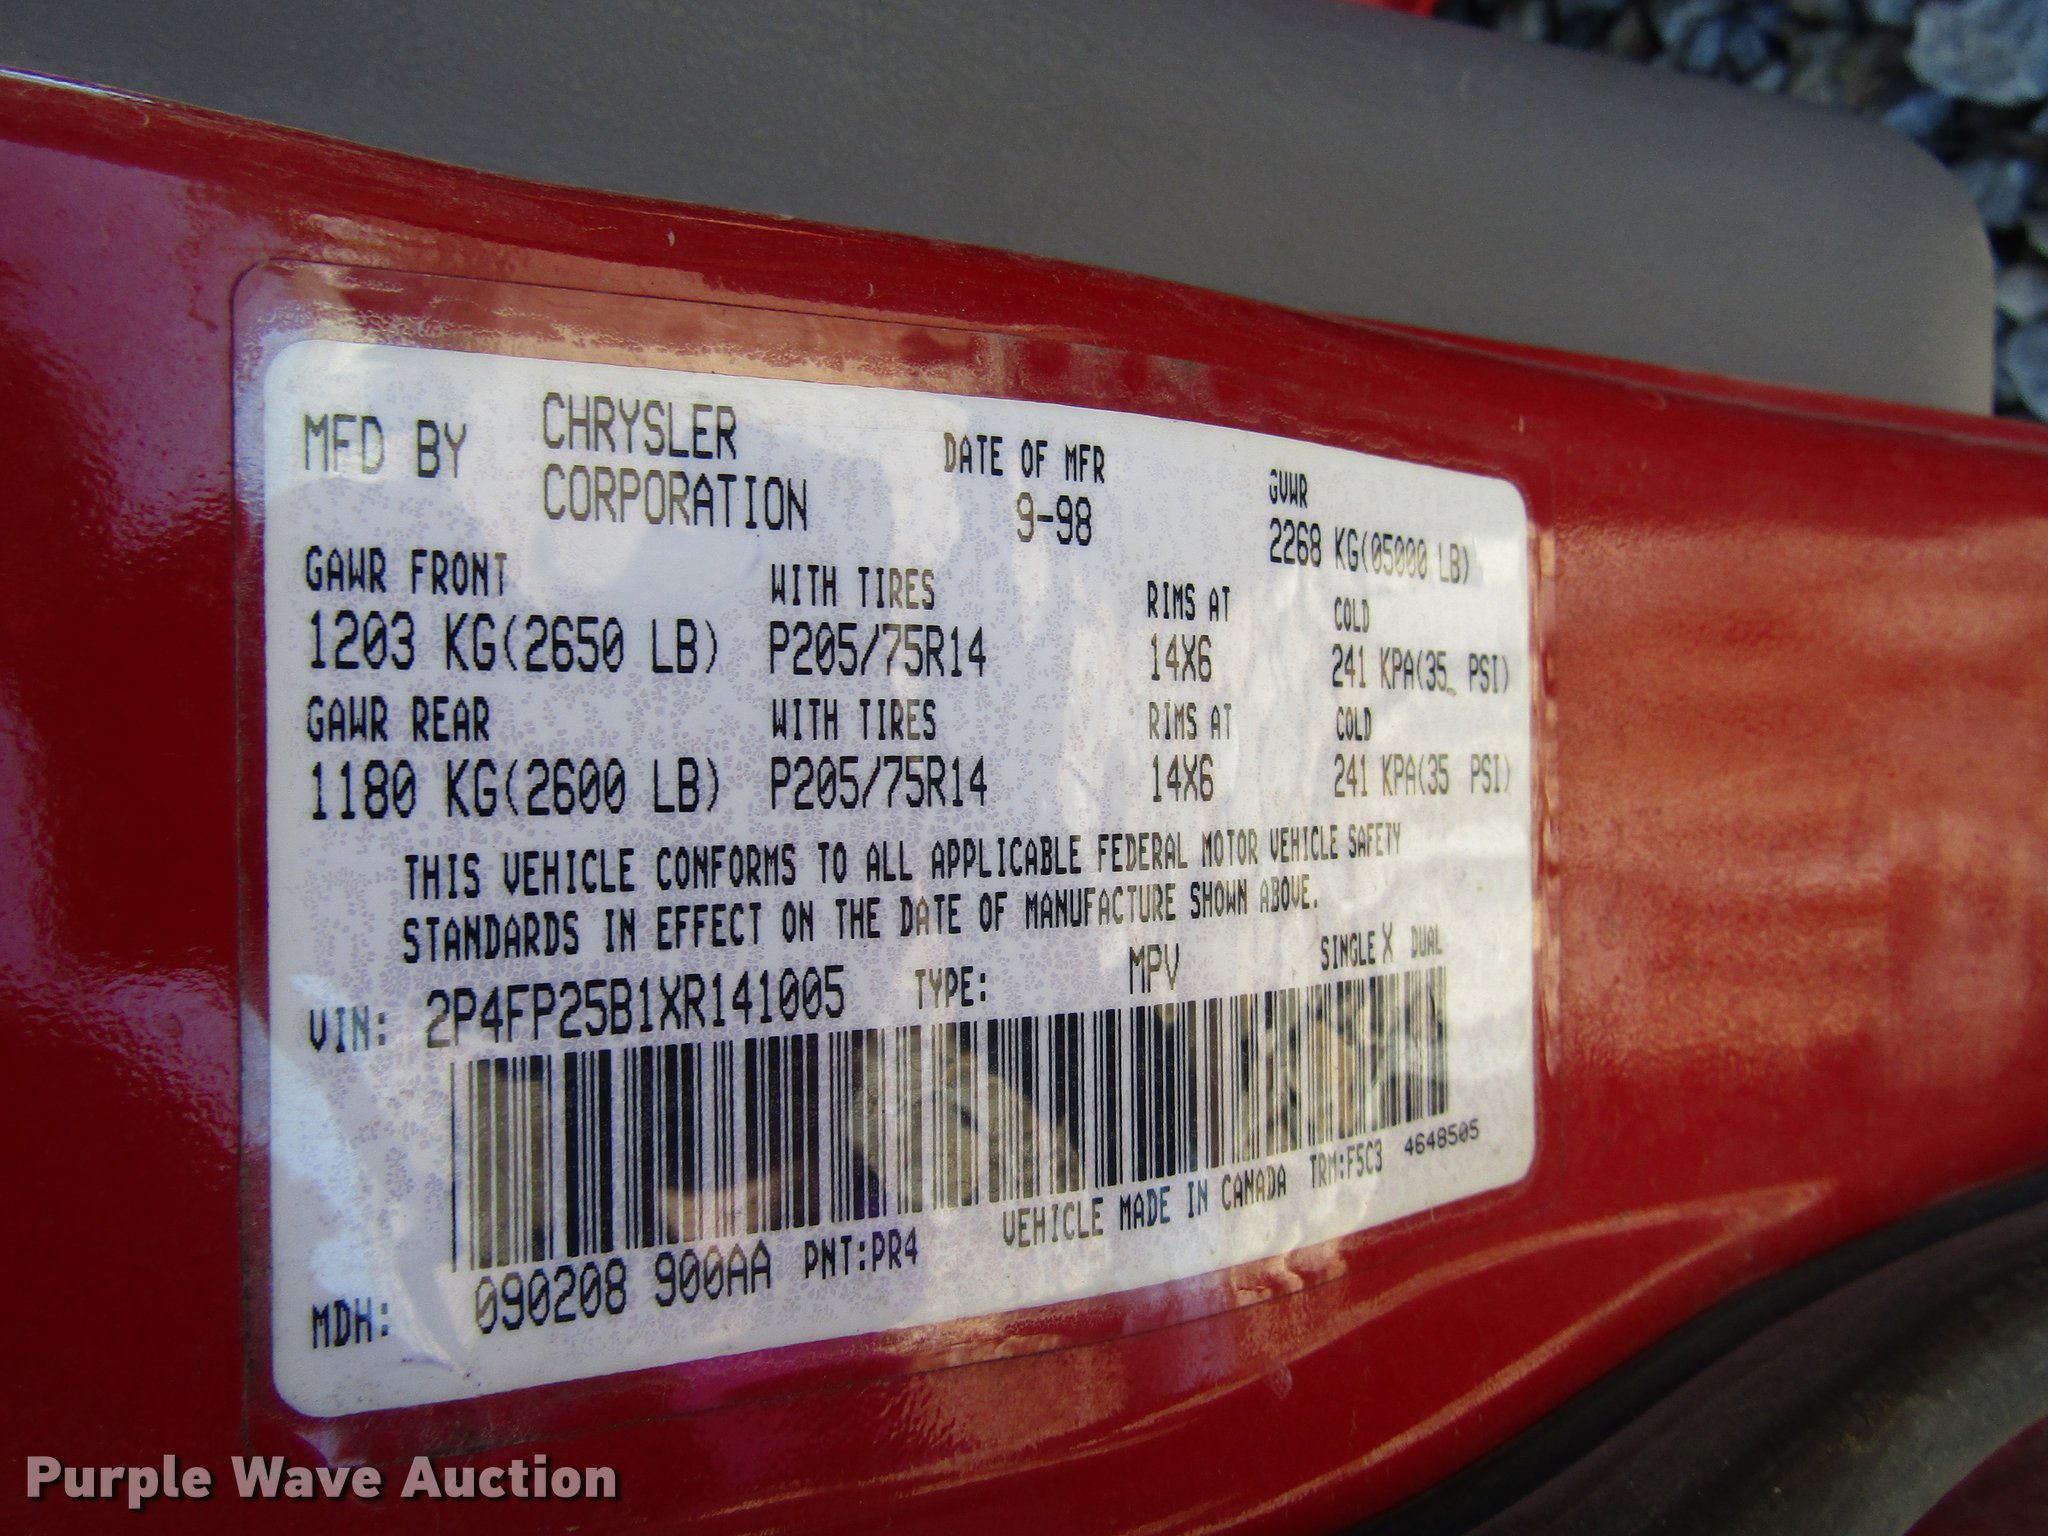 MFD BY CHRYSLER CORPORATION DATE OF MFR 9-98 GVWR 2268 KG(05000 LB)
GAWR FRONT WITH TIRES RIMS AT COLD
1203 KG(2650 LB) P205/75R14 14X6 241 KPA(35 PSI)
GAWR REAR WITH TIRES RIMS AT COLD
1180 KG(2600 LB) P205/75R14 14X6 241 KPA(35 PSI)
THIS VEHICLE CONFORMS TO ALL APPLICABLE FEDERAL MOTOR VEHICLE SAFETY
STANDARDS IN EFFECT ON THE DATE OF MANUFACTURE SHOWN ABOVE.
VIN: 2P4FP25B1XR141005 TYPE: MPV SINGLE X DUAL
MDH: 090208 900AA PNT:PR4 VEHICLE MADE IN CANADA TRM:F5C3 4648505
Purple Wave Auction